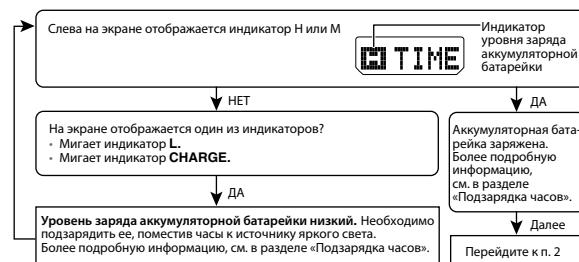 Слева на экране отображается индикатор H или M
H TIME
Индикатор
уровня заряда
аккумуляторной
батарейки
НЕТ
ДА
На экране отображается один из индикаторов?
• Мигает индикатор L.
• Мигает индикатор CHARGE.
Аккумуляторная бата-
рейка заряжена.
Более подробную
информацию,
см. в разделе
«Подзарядка часов».
ДА
Далее
Уровень заряда аккумуляторной батарейки низкий. Необходимо
подзарядить ее, поместив часы к источнику яркого света.
Более подробную информацию, см. в разделе «Подзарядка часов».
Перейдите к п. 2